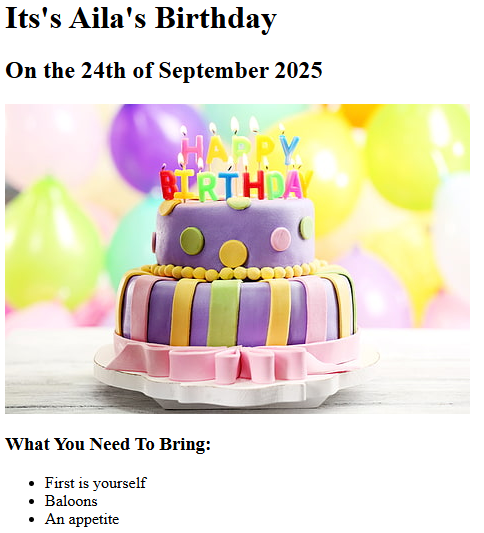 Its's Aila's Birthday
On the 24th of September 2025
HAPPY
BIRTHDAY
What You Need To Bring:
First is yourself
Baloons
An appetite